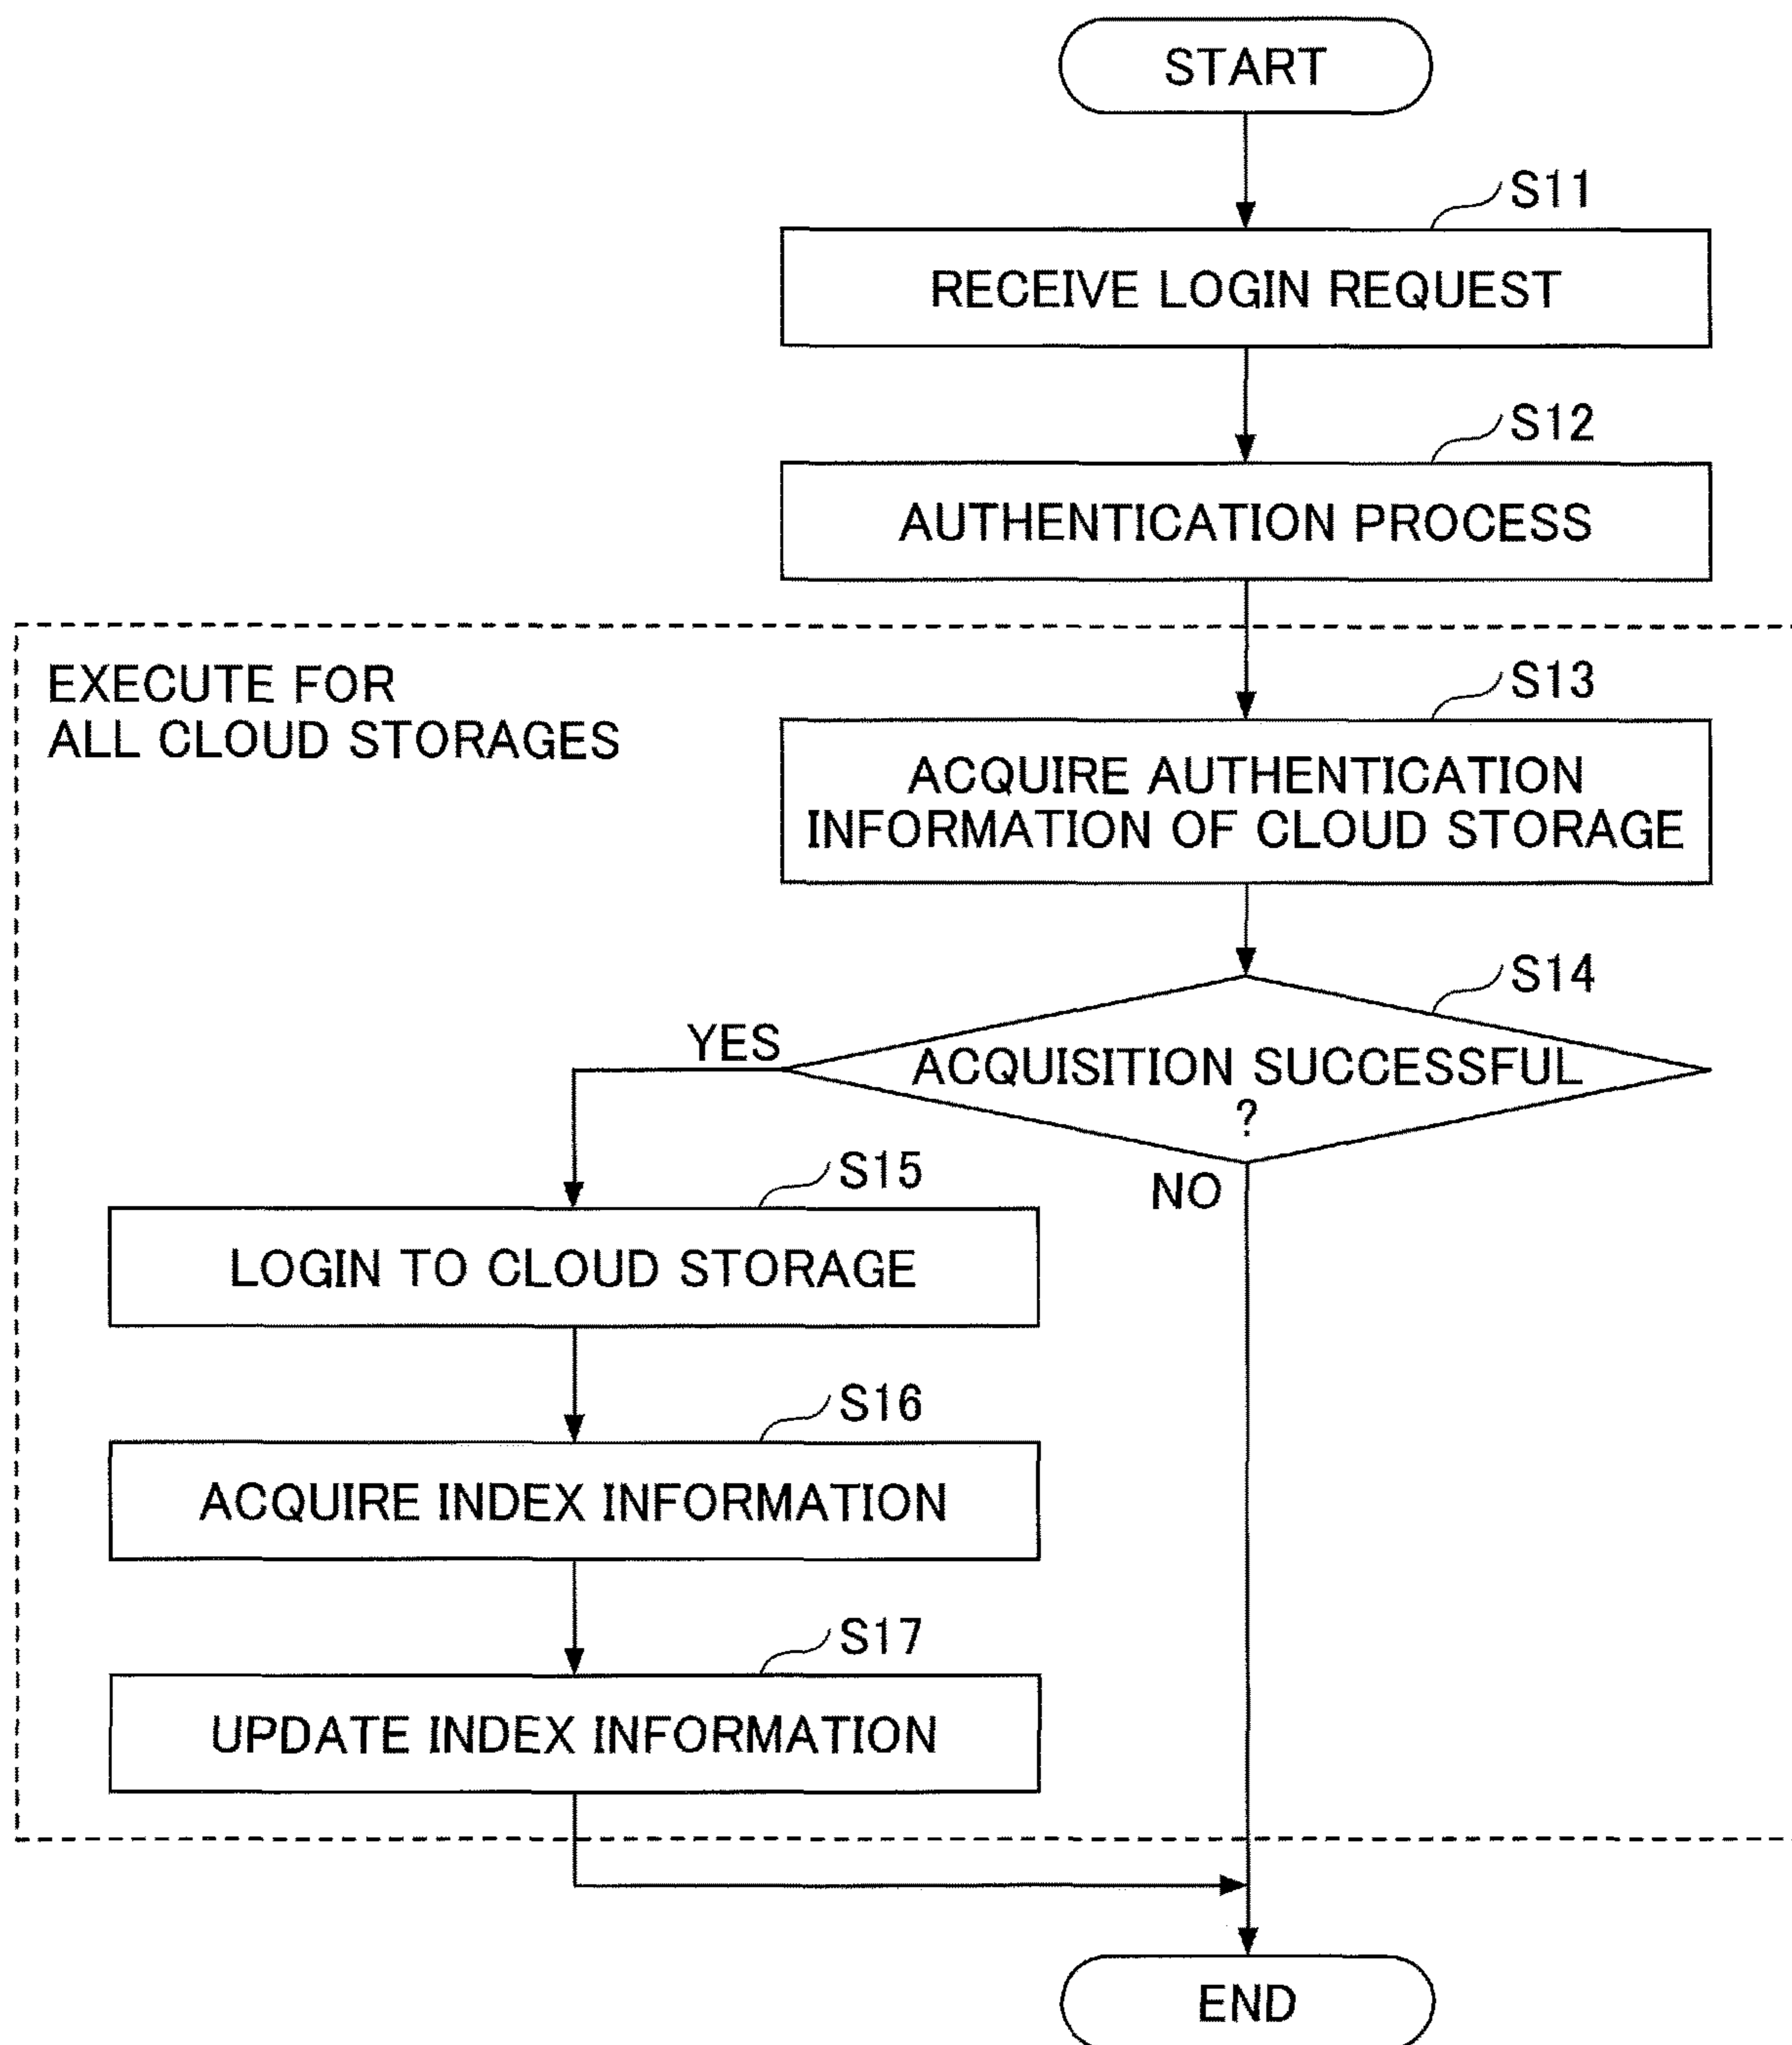 START
S11
RECEIVE LOGIN REQUEST
S12
AUTHENTICATION PROCESS
EXECUTE FOR
ALL CLOUD STORAGES
S13
ACQUIRE AUTHENTICATION
INFORMATION OF CLOUD STORAGE
S14
ACQUISITION SUCCESSFUL
?
YES
NO
S15
LOGIN TO CLOUD STORAGE
S16
ACQUIRE INDEX INFORMATION
S17
UPDATE INDEX INFORMATION
END